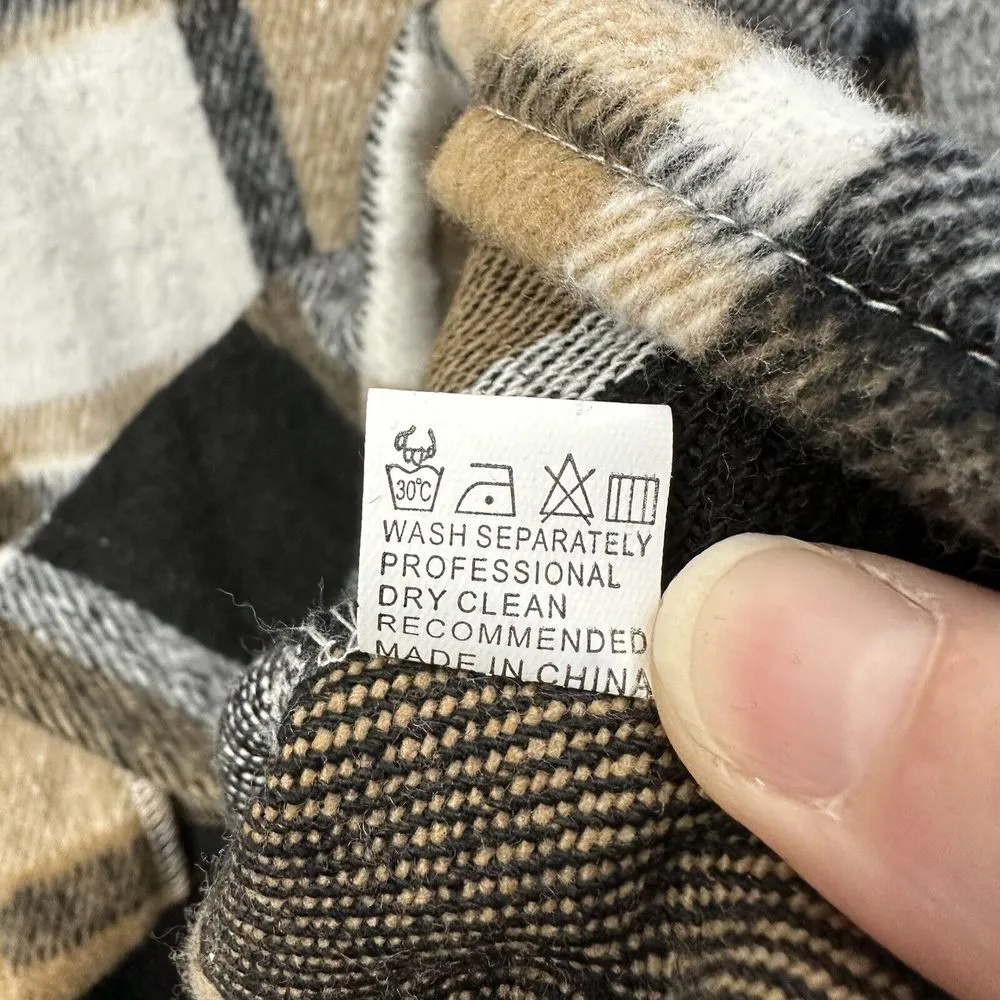 30°C
WASH SEPARATELY
PROFESSIONAL
DRY CLEAN
RECOMMENDED
MADE IN CHINA